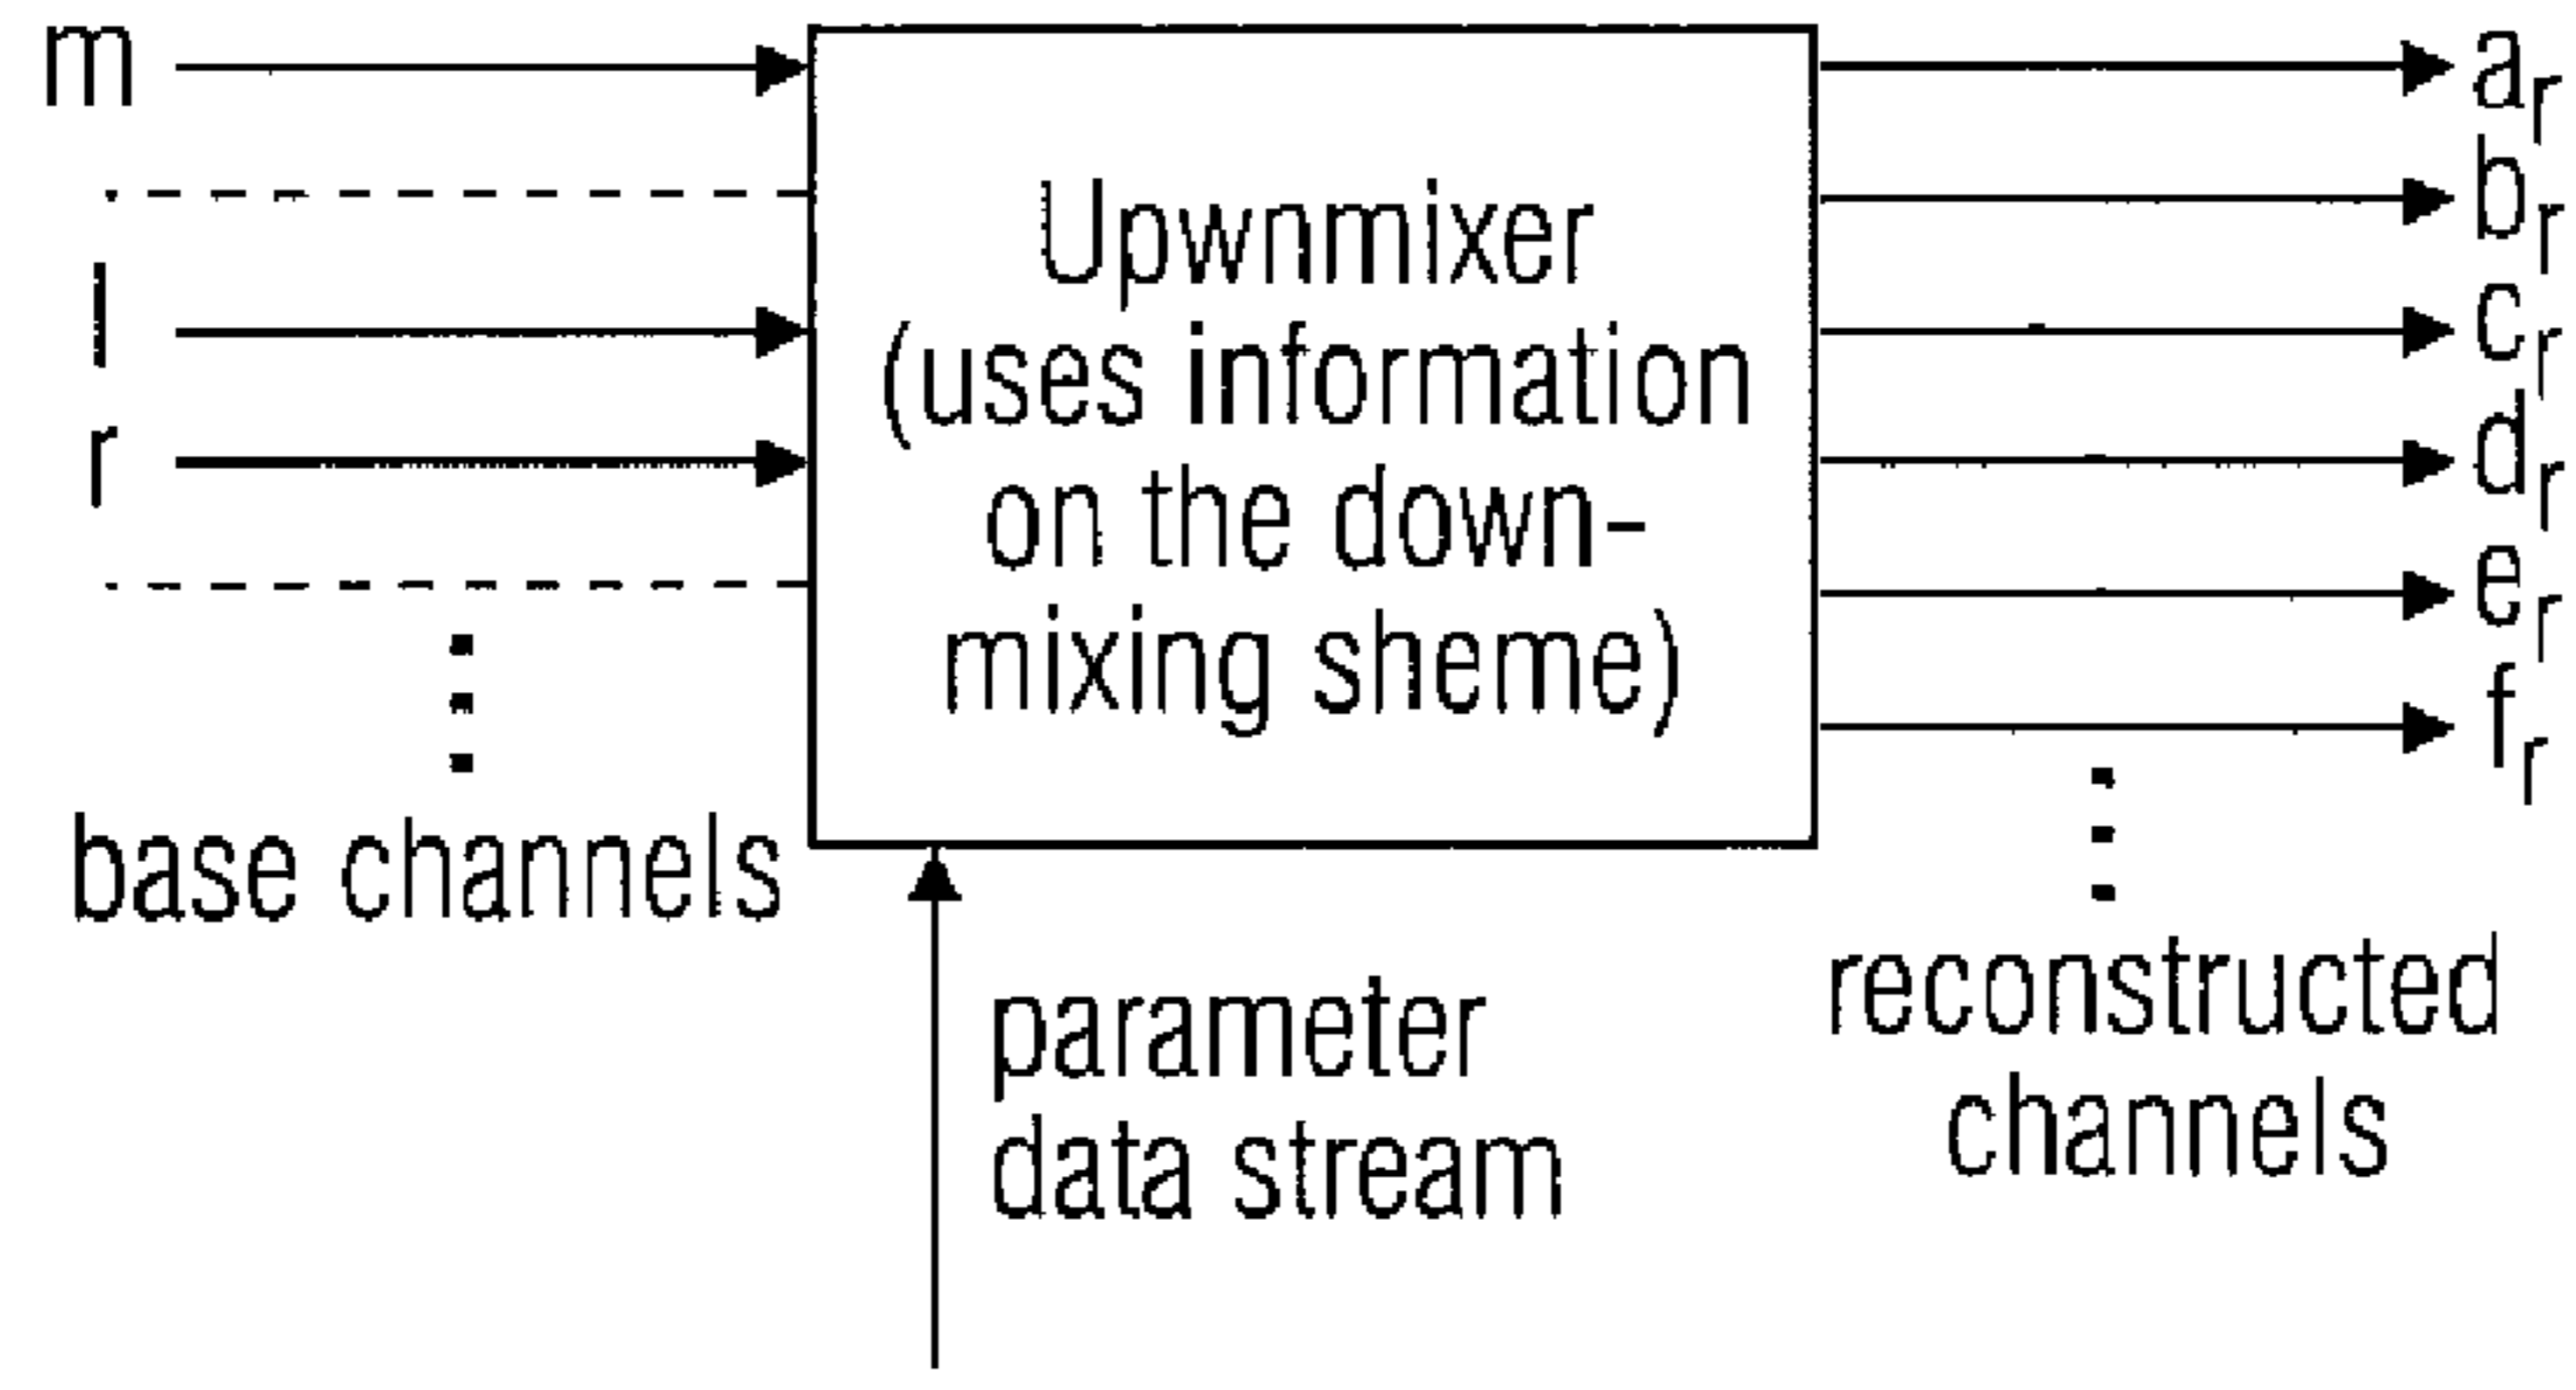 m
l
r
base channels
Upwnmixer
(uses information
on the down-
mixing sheme)
parameter
data stream
a_r
b_r
c_r
d_r
e_r
f_r
reconstructed
channels